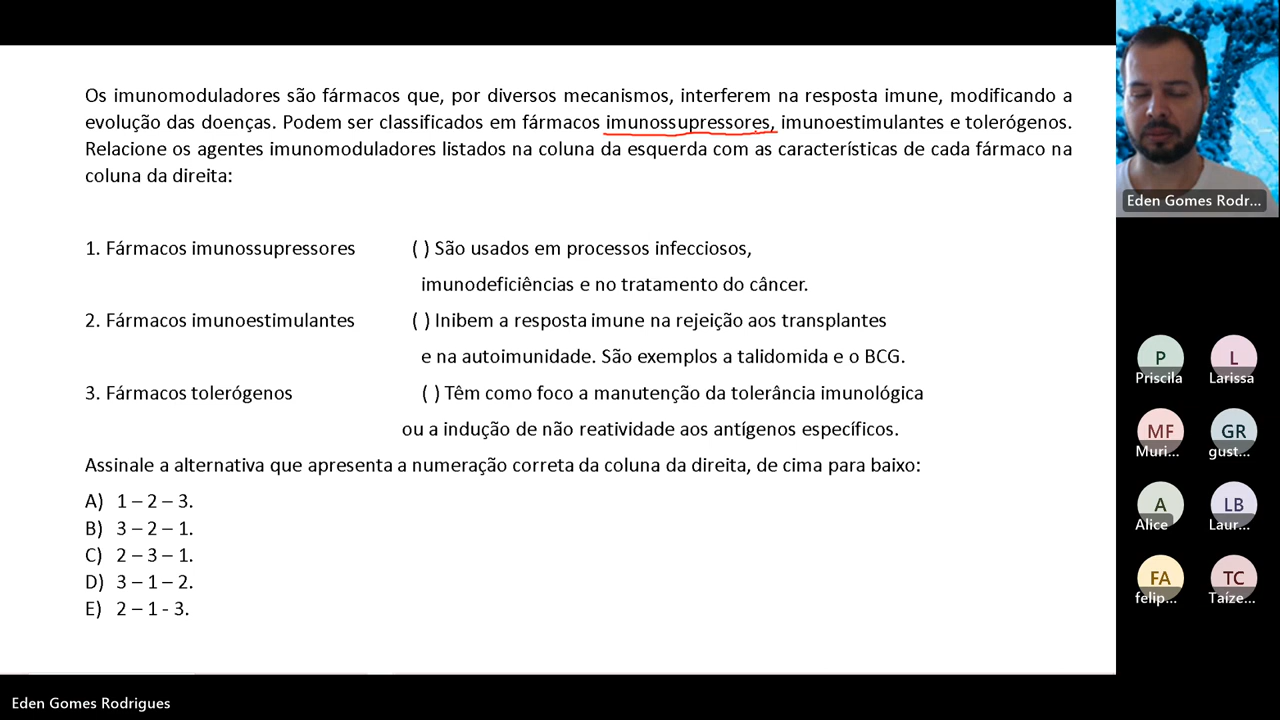 Os imunomoduladores são fármacos que, por diversos mecanismos, interferem na resposta imune, modificando a
evolução das doenças. Podem ser classificados em fármacos imunossupressores, imunoestimulantes e tolerógenos.
Relacione os agentes imunomoduladores listados na coluna da esquerda com as características de cada fármaco na
coluna da direita:
1. Fármacos imunossupressores ( ) São usados em processos infecciosos,
imunodeficiências e no tratamento do câncer.
2. Fármacos imunoestimulantes ( ) Inibem a resposta imune na rejeição aos transplantes
e na autoimunidade. São exemplos a talidomida e o BCG.
3. Fármacos tolerógenos ( ) Têm como foco a manutenção da tolerância imunológica
ou a indução de não reatividade aos antígenos específicos.
Assinale a alternativa que apresenta a numeração correta da coluna da direita, de cima para baixo:
A) 1 – 2 – 3.
B) 3 – 2 – 1.
C) 2 – 3 – 1.
D) 3 – 1 – 2.
E) 2 – 1 - 3.
Eden Gomes Rodr...
P
Priscila
L
Larissa
MF
Muri...
GR
gust...
A
Alice
LB
Laur...
FA
felip...
TC
Taíze...
Eden Gomes Rodrigues